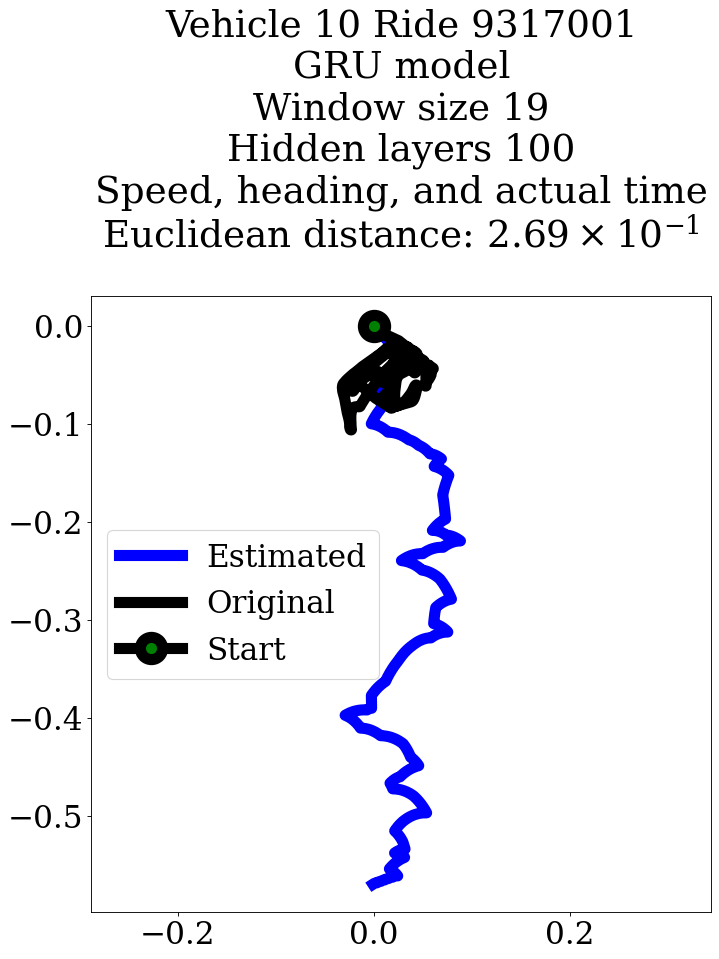 Vehicle 10 Ride 9317001
GRU model
Window size 19
Hidden layers 100
Speed, heading, and actual time
Euclidean distance: 2.69 × 10⁻¹
0.0
−0.1
−0.2
−0.3
−0.4
−0.5
Estimated
Original
Start
−0.2
0.0
0.2